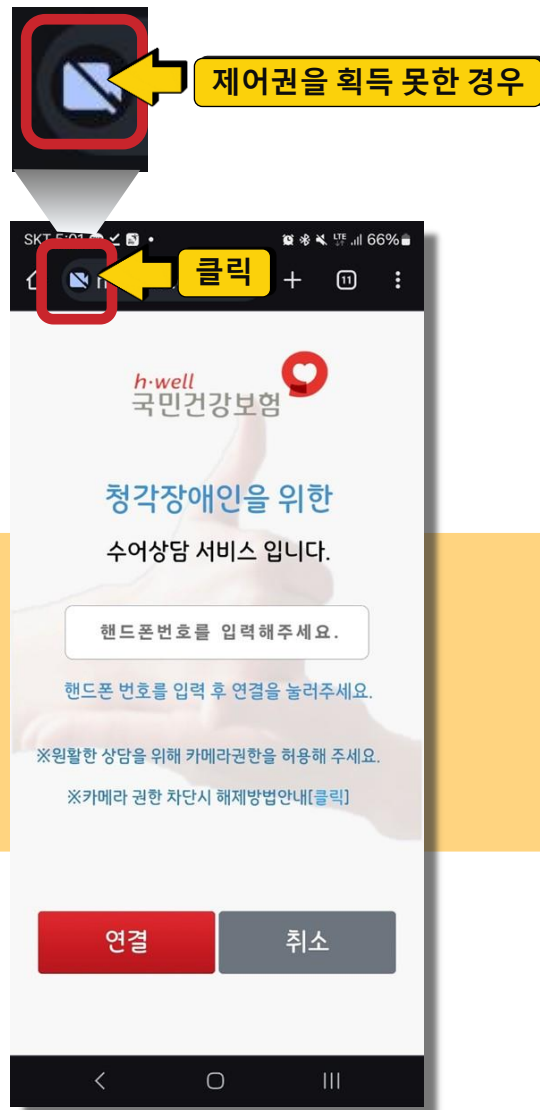 제어권을 획득 못한 경우
SKT 5:01
LTE
66%
클릭
11
h·well
국민건강보험
청각장애인을 위한
수어상담 서비스 입니다.
핸드폰번호를 입력해주세요.
핸드폰 번호를 입력 후 연결을 눌러주세요.
※원활한 상담을 위해 카메라권한을 허용해 주세요.
※카메라 권한 차단시 해제방법안내[클릭]
연결
취소